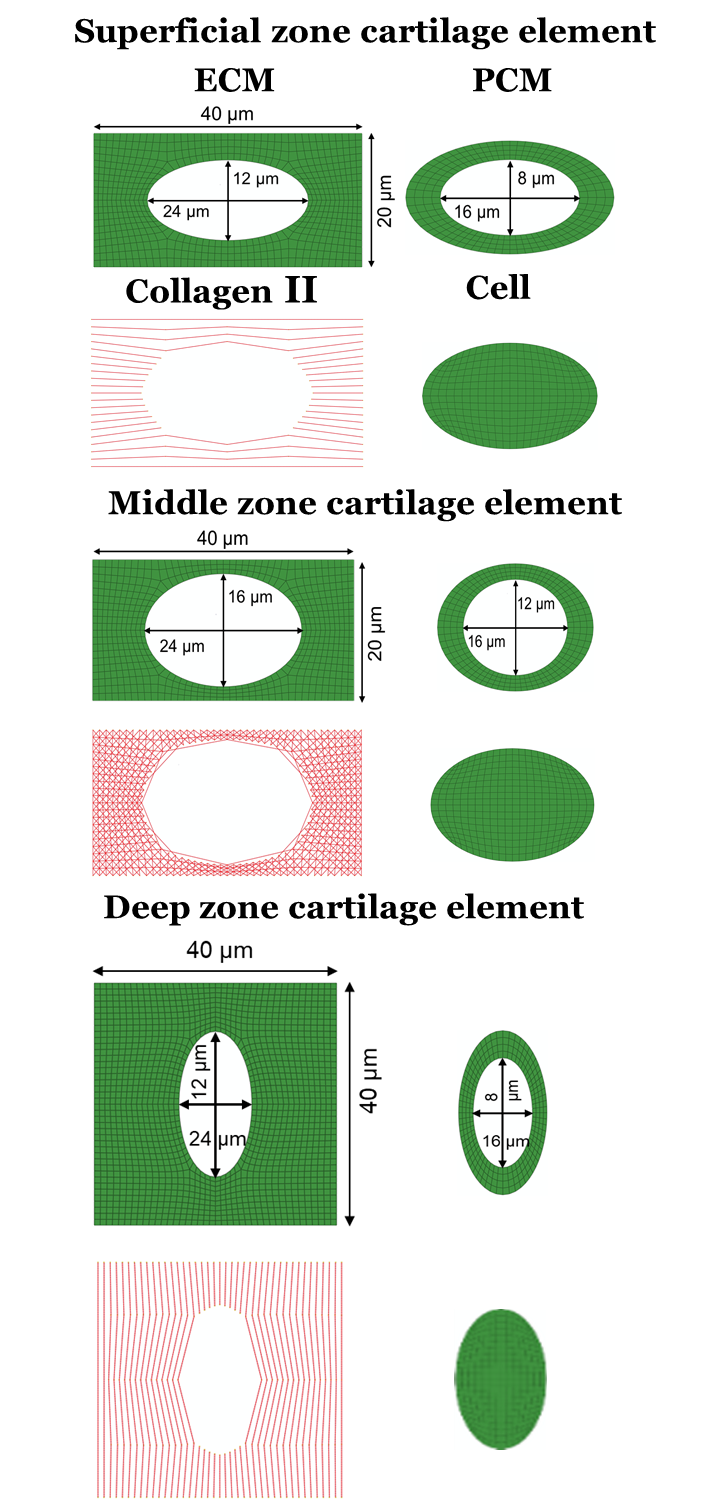 Superficial zone cartilage element
ECM PCM
40 µm
12 µm
24 µm
20 µm
8 µm
16 µm
Collagen II Cell
Middle zone cartilage element
40 µm
16 µm
24 µm
20 µm
12 µm
16 µm
Deep zone cartilage element
40 µm
12 µm
24 µm
40 µm
8 µm
16 µm